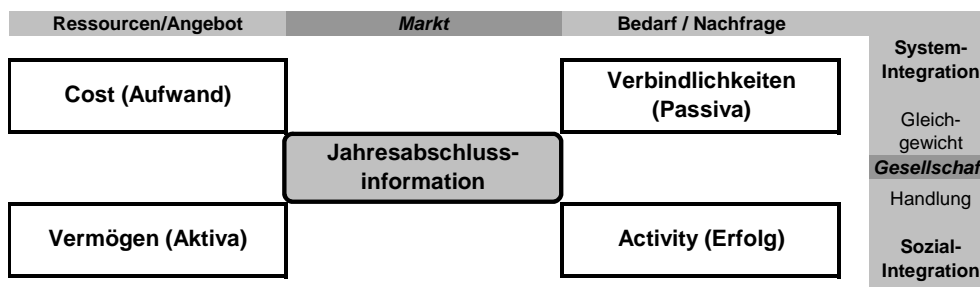 Ressourcen/Angebot
Markt
Bedarf / Nachfrage
System-
Integration
Cost (Aufwand)
Verbindlichkeiten
(Passiva)
Gleich-
gewicht
Jahresabschluss-
information
Gesellschaf
Handlung
Vermögen (Aktiva)
Activity (Erfolg)
Sozial-
Integration